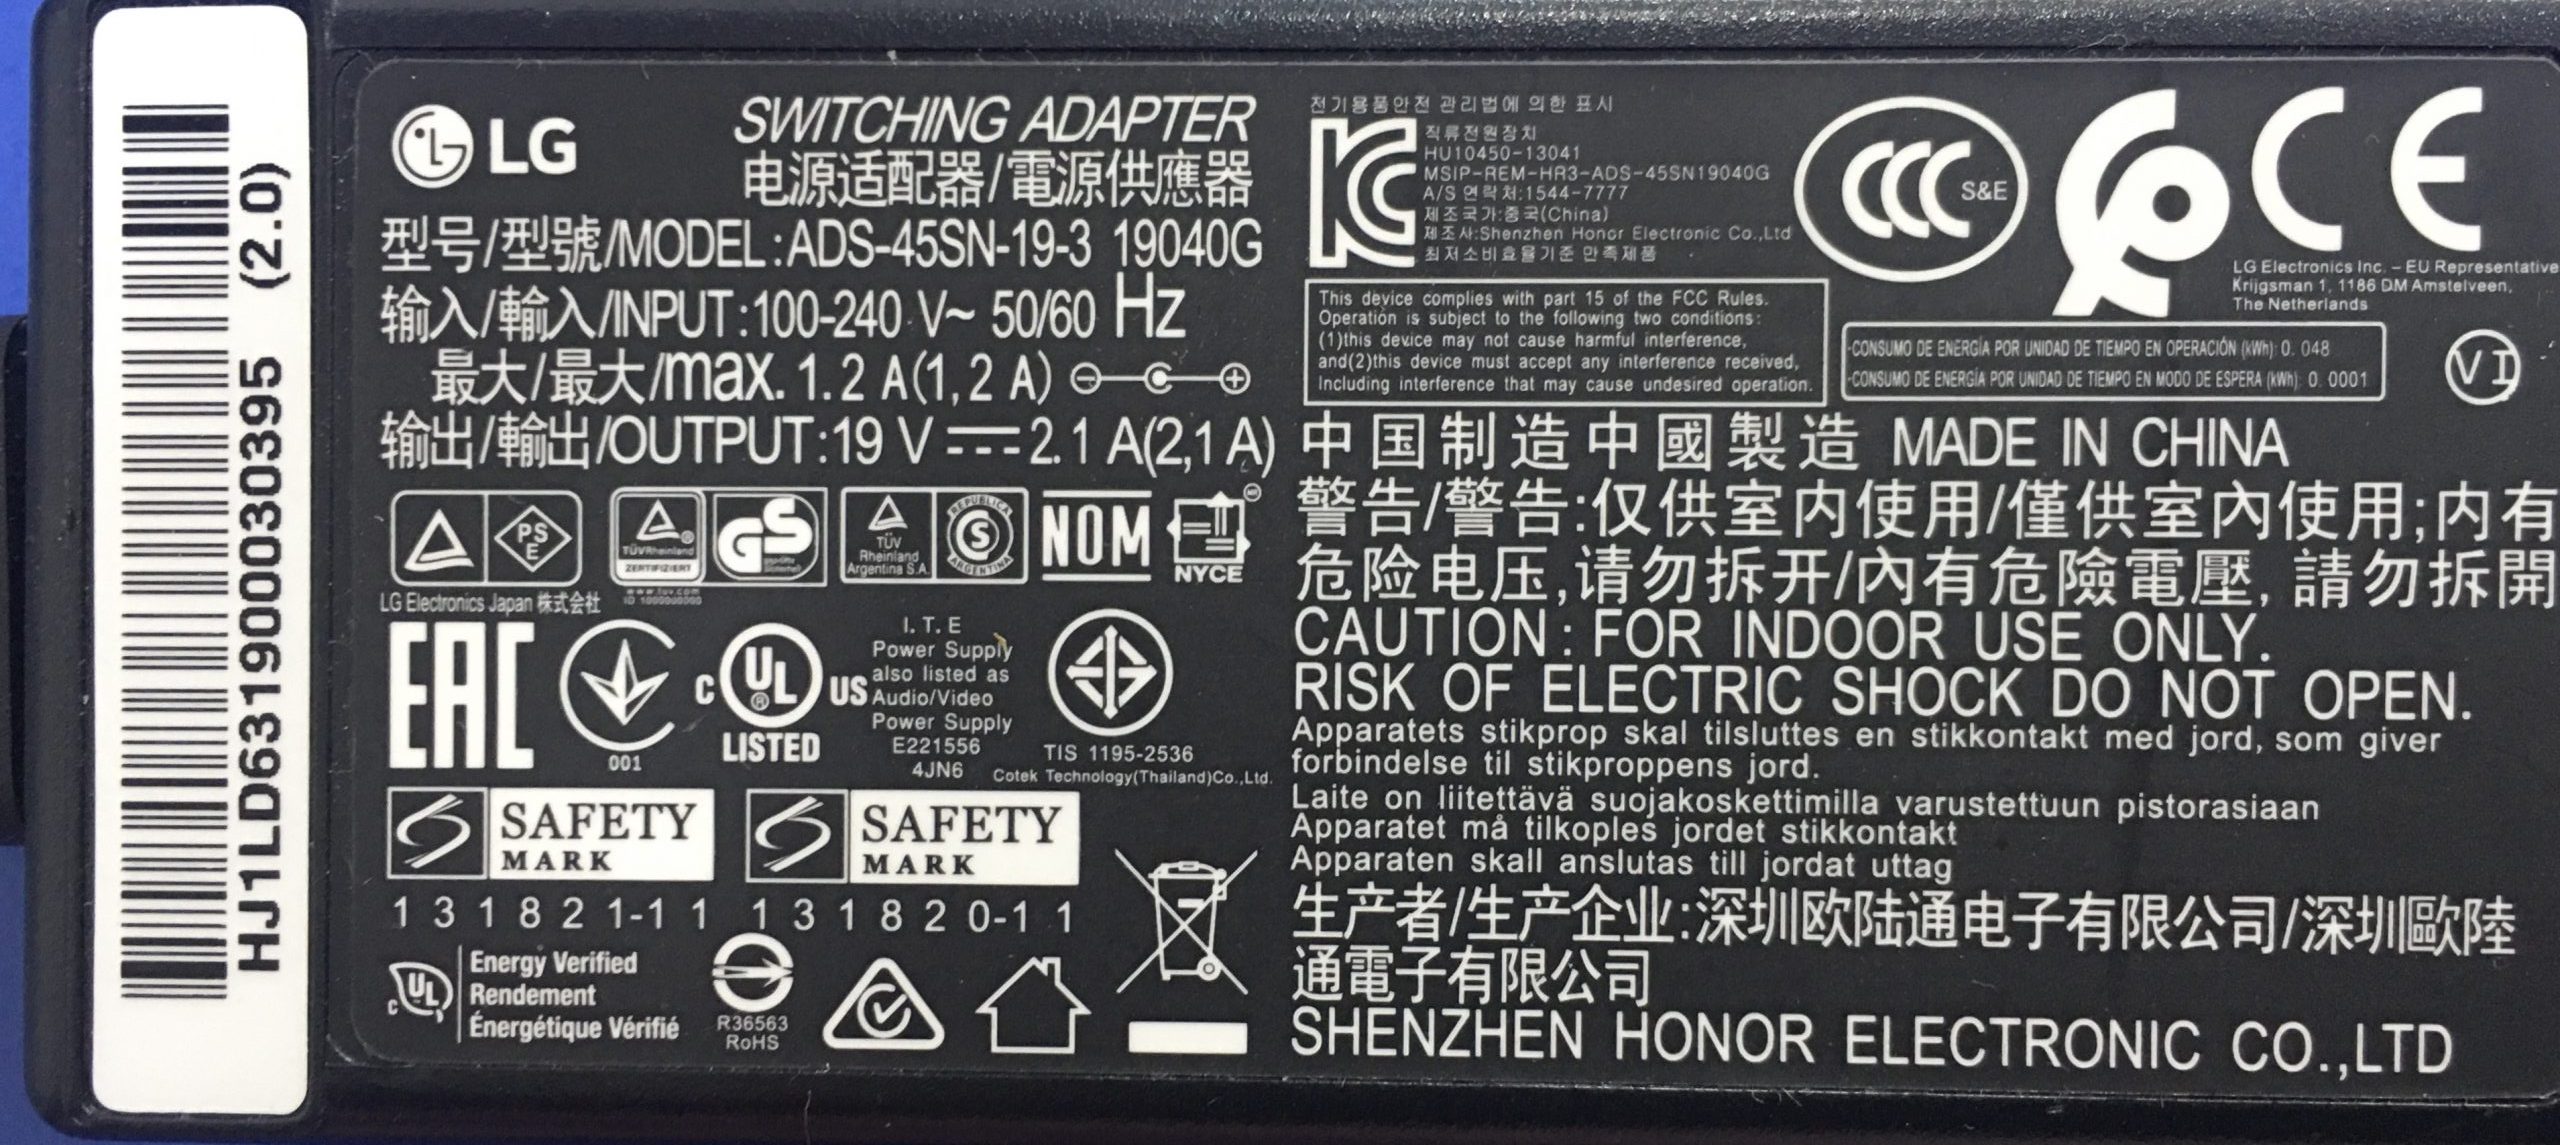 HJ1LD63190030395 (2.0)
LG
SWITCHING ADAPTER
电源适配器/電源供應器
型号/型號/MODEL:ADS-45SN-19-3 19040G
输入/輸入/INPUT:100-240 V~ 50/60 Hz
最大/最大/max. 1.2 A(1,2 A)
输出/輸出/OUTPUT:19 V 2.1 A(2,1 A)
PS
E
TÜVRheinland
ZERTIFIZIERT
GS
geprüfte
Sicherheit
TÜV
Rheinland
Argentina S.A.
REPUBLICA
S
ARGENTINA
NOM
NYCE
LG Electronics Japan 株式会社
www.tuv.com
ID 1000000000
EAC
001
C UL US
LISTED
I.T.E
Power Supply
also listed as
Audio/Video
Power Supply
E221556
4JN6
TIS 1195-2536
Cotek Technology(Thailand)Co.,Ltd.
SAFETY
MARK
131821-11
SAFETY
MARK
131820-11
C UL
Energy Verified
Rendement
Énergétique Vérifié
R36563
RoHS
전기용품안전 관리법에 의한 표시
직류전원장치
HU10450-13041
MSIP-REM-HR3-ADS-45SN19040G
A/S 연락처:1544-7777
제조국가:중국(China)
제조사:Shenzhen Honor Electronic Co.,Ltd
최저소비효율기준 만족제품
CCC S&E
CE
LG Electronics Inc. – EU Representative
Krijgsman 1, 1186 DM Amstelveen,
The Netherlands
This device complies with part 15 of the FCC Rules.
Operation is subject to the following two conditions:
(1)this device may not cause harmful interference,
and(2)this device must accept any interference received,
Including interference that may cause undesired operation.
·CONSUMO DE ENERGÍA POR UNIDAD DE TIEMPO EN OPERACIÓN (kWh): 0. 048
·CONSUMO DE ENERGÍA POR UNIDAD DE TIEMPO EN MODO DE ESPERA (kWh): 0. 0001
VI
中国制造中國製造 MADE IN CHINA
警告/警告:仅供室内使用/僅供室內使用;内有
危险电压,请勿拆开/內有危險電壓, 請勿拆開
CAUTION: FOR INDOOR USE ONLY.
RISK OF ELECTRIC SHOCK DO NOT OPEN.
Apparatets stikprop skal tilsluttes en stikkontakt med jord, som giver
forbindelse til stikproppens jord.
Laite on liitettävä suojakoskettimilla varustettuun pistorasiaan
Apparatet må tilkoples jordet stikkontakt
Apparaten skall anslutas till jordat uttag
生产者/生产企业:深圳欧陆通电子有限公司/深圳歐陸
通電子有限公司
SHENZHEN HONOR ELECTRONIC CO.,LTD